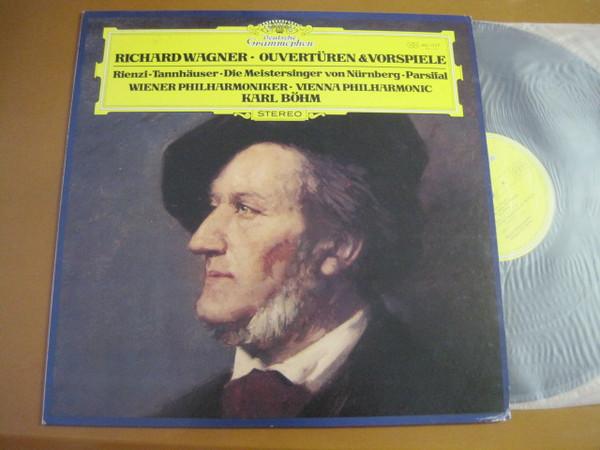 Deutsche
Grammophon
RICHARD WAGNER · OUVERTÜREN & VORSPIELE
Rienzi · Tannhäuser · Die Meistersinger von Nürnberg · Parsifal
WIENER PHILHARMONIKER · VIENNA PHILHARMONIC
KARL BÖHM
STEREO